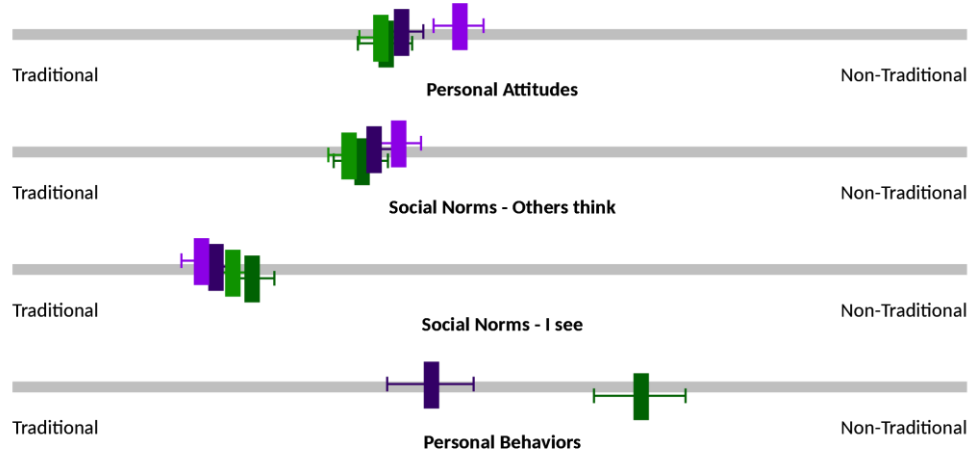 Traditional
Non-Traditional
Personal Attitudes
Traditional
Non-Traditional
Social Norms - Others think
Traditional
Non-Traditional
Social Norms - I see
Traditional
Non-Traditional
Personal Behaviors